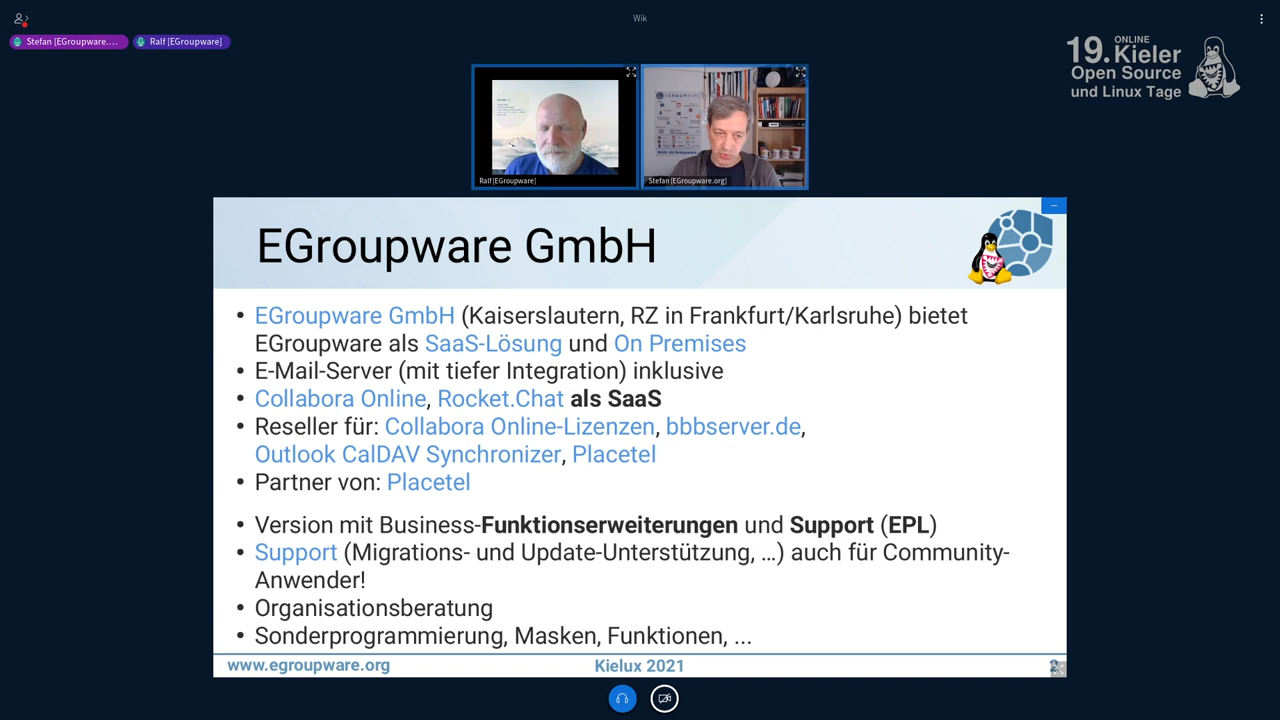 Wik
Stefan [EGroupware....
Ralf [EGroupware]
ONLINE
19. Kieler
Open Source
und Linux Tage
Ralf [EGroupware]
Stefan [EGroupware.org]
EGroupware GmbH
• EGroupware GmbH (Kaiserslautern, RZ in Frankfurt/Karlsruhe) bietet
EGroupware als SaaS-Lösung und On Premises
• E-Mail-Server (mit tiefer Integration) inklusive
• Collabora Online, Rocket.Chat als SaaS
• Reseller für: Collabora Online-Lizenzen, bbbserver.de,
Outlook CalDAV Synchronizer, Placetel
• Partner von: Placetel
• Version mit Business-Funktionserweiterungen und Support (EPL)
• Support (Migrations- und Update-Unterstützung, …) auch für Community-
Anwender!
• Organisationsberatung
• Sonderprogrammierung, Masken, Funktionen, ...
www.egroupware.org
Kielux 2021
2